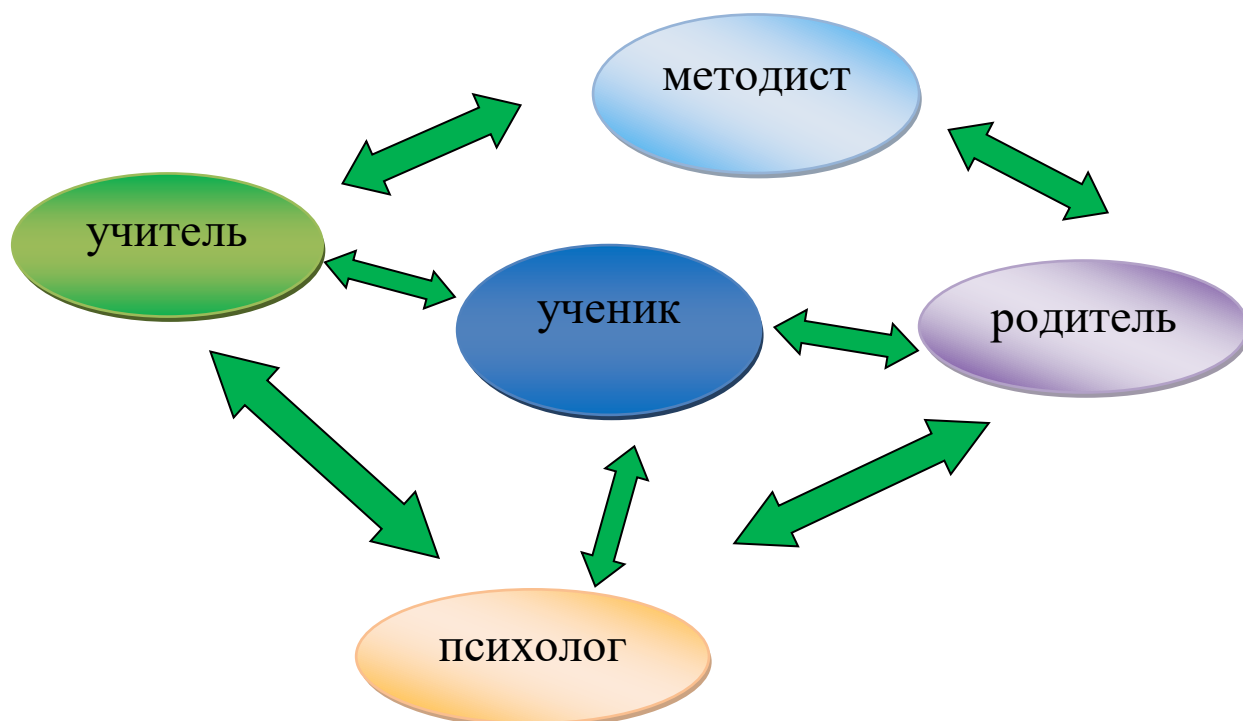 методист
учитель
ученик
родитель
психолог